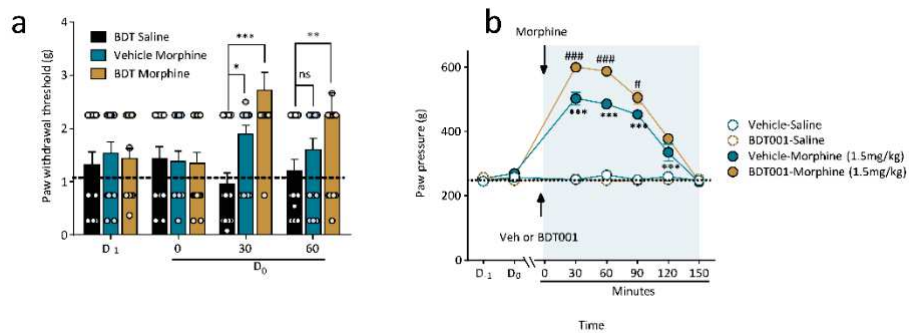 a
BDT Saline
Vehicle Morphine
BDT Morphine
Paw withdrawal threshold (g)
4
3
2
1
0
***
*
**
ns
D-1
0
30
60
D0
b
Morphine
Paw pressure (g)
600
400
200
0
###
###
#
***
***
***
***
Veh or BDT001
Vehicle-Saline
BDT001-Saline
Vehicle-Morphine (1.5mg/kg)
BDT001-Morphine (1.5mg/kg)
D-1
D0
0
30
60
90
120
150
Minutes
Time